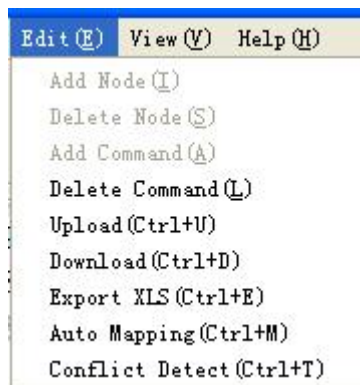 Edit(E) View(V) Help(H)
Add Node(I)
Delete Node(S)
Add Command(A)
Delete Command(L)
Upload(Ctrl+U)
Download(Ctrl+D)
Export XLS(Ctrl+E)
Auto Mapping(Ctrl+M)
Conflict Detect(Ctrl+T)